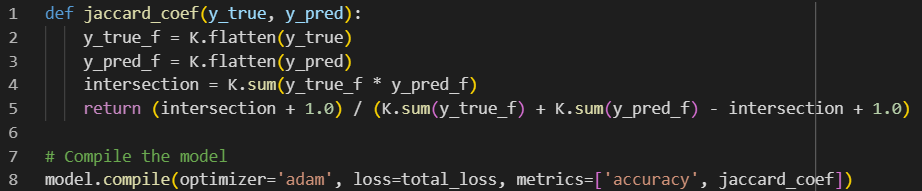 1 def jaccard_coef(y_true, y_pred):
2     y_true_f = K.flatten(y_true)
3     y_pred_f = K.flatten(y_pred)
4     intersection = K.sum(y_true_f * y_pred_f)
5     return (intersection + 1.0) / (K.sum(y_true_f) + K.sum(y_pred_f) - intersection + 1.0)
6
7 # Compile the model
8 model.compile(optimizer='adam', loss=total_loss, metrics=['accuracy', jaccard_coef])